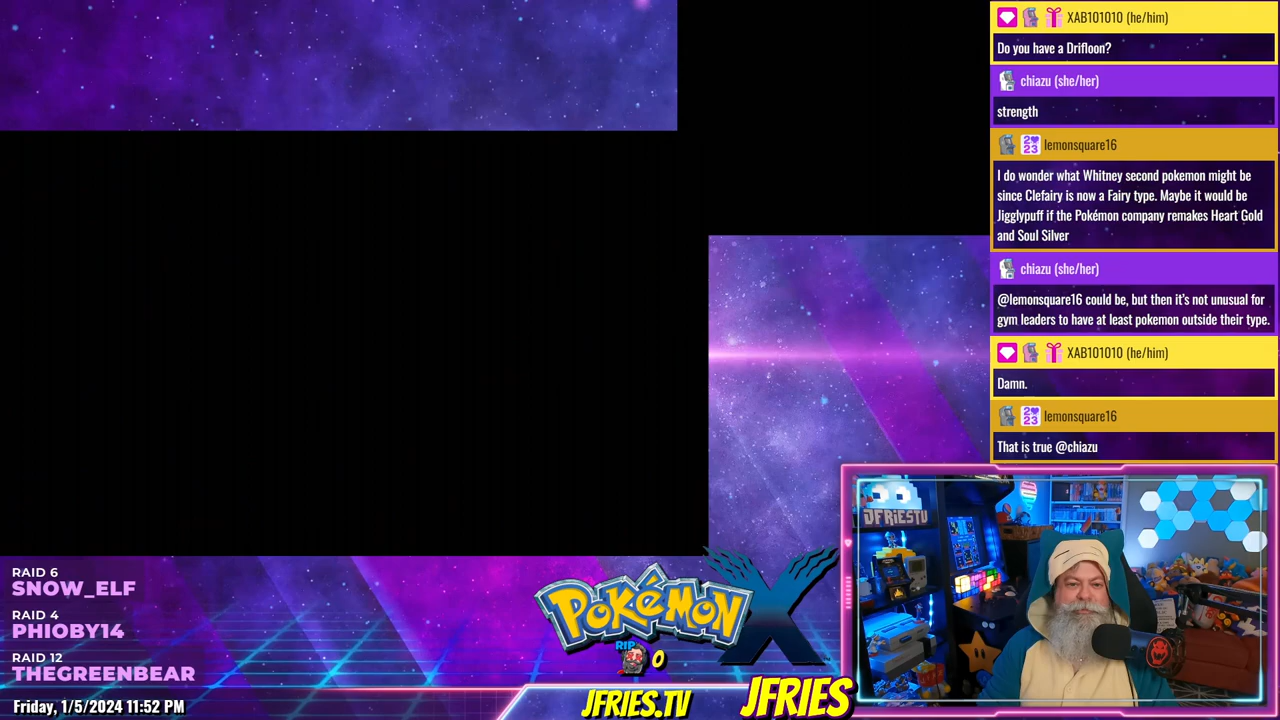 XAB101010 (he/him)
Do you have a Drifloon?
chiazu (she/her)
strength
2 23 lemonsquare16
I do wonder what Whitney second pokemon might be
since Clefairy is now a Fairy type. Maybe it would be
Jigglypuff if the Pokémon company remakes Heart Gold
and Soul Silver
chiazu (she/her)
@lemonsquare16 could be, but then it's not unusual for
gym leaders to have at least pokemon outside their type.
XAB101010 (he/him)
Damn.
2 23 lemonsquare16
That is true @chiazu
JFRIESTV
RAID 6
SNOW_ELF
RAID 4
PHIOBY14
RAID 12
THEGREENBEAR
Friday, 1/5/2024 11:52 PM
POKéMON X
RIP
0
JFRIES.TV
JFRIES